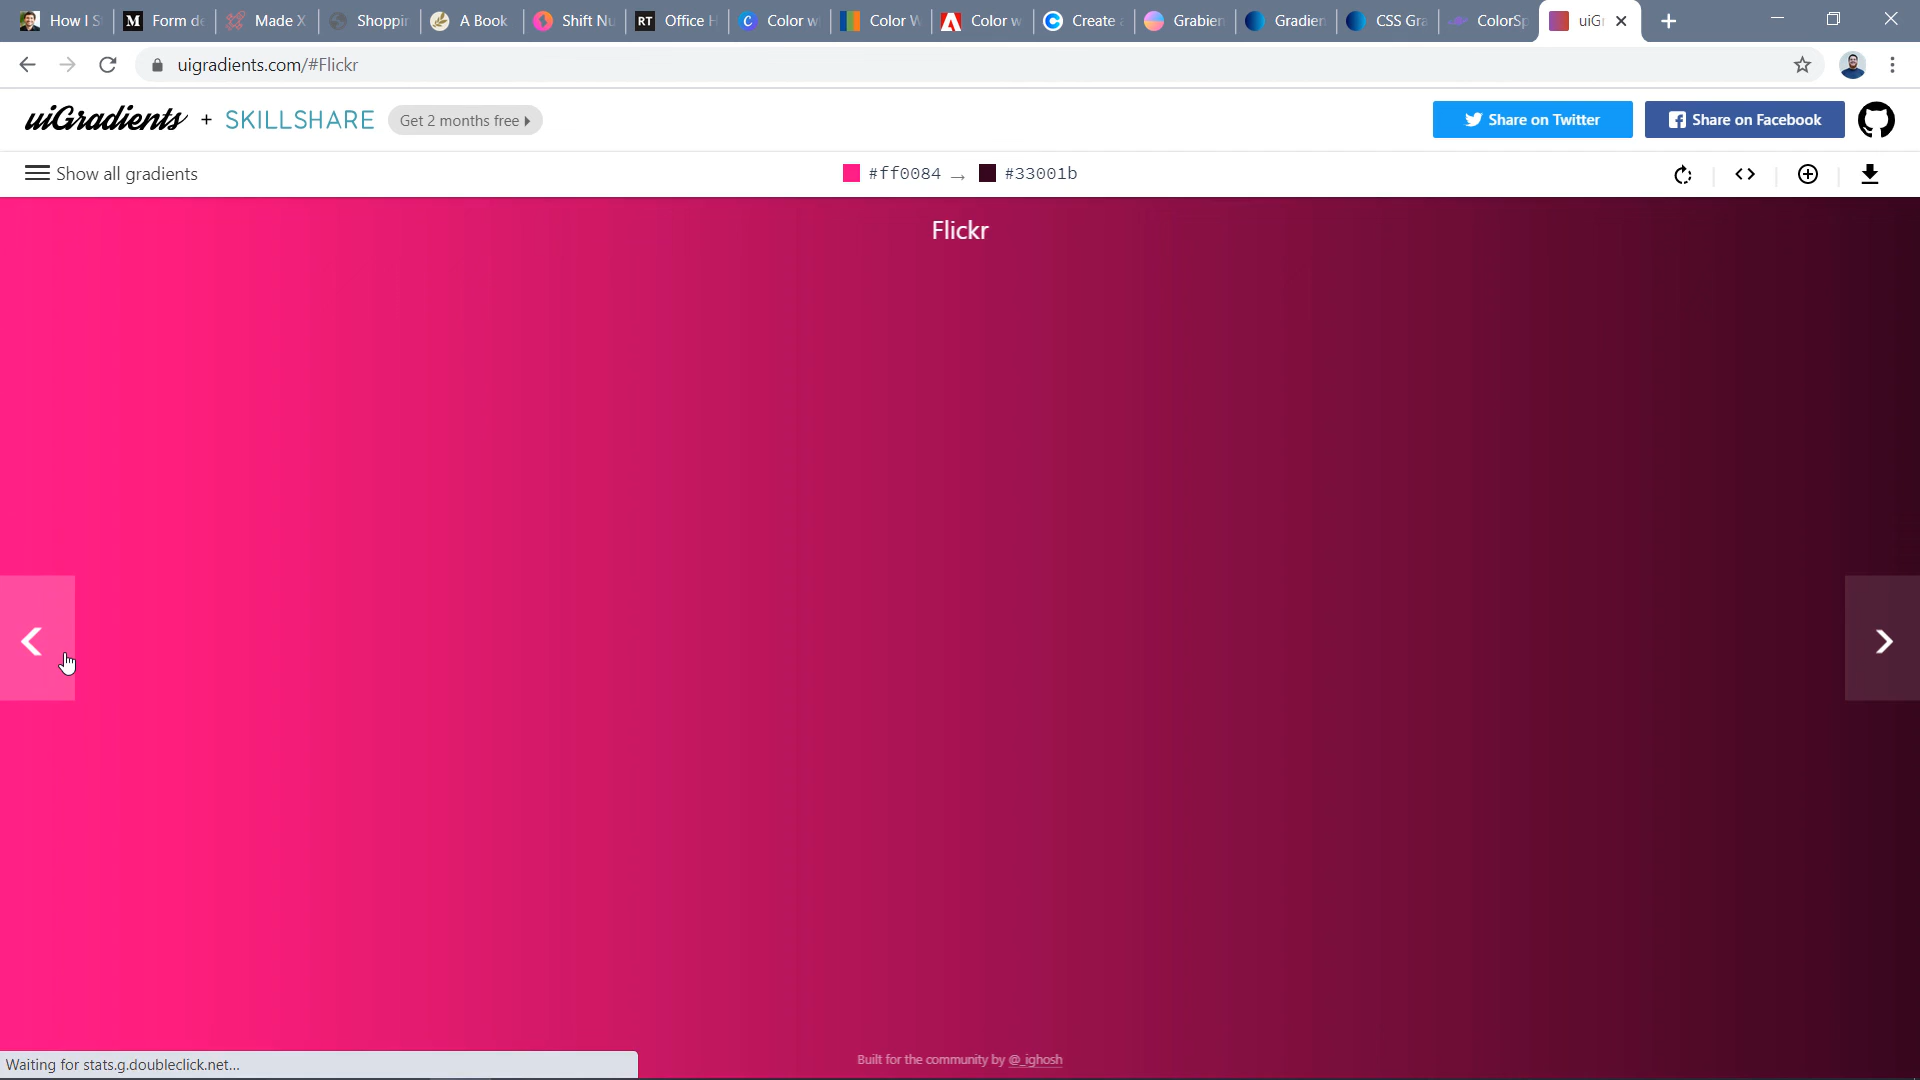 How I S
Form de
Made X
Shoppin
A Book
Shift Nu
RT
Office H
Color w
Color W
Color w
Create a
Grabien
Gradien
CSS Gra
ColorSp
uiGr
uigradients.com/#Flickr
uiGradients + SKILLSHARE Get 2 months free
Share on Twitter
Share on Facebook
Show all gradients
#ff0084 → #33001b
Flickr
Built for the community by @_ighosh
Waiting for stats.g.doubleclick.net...